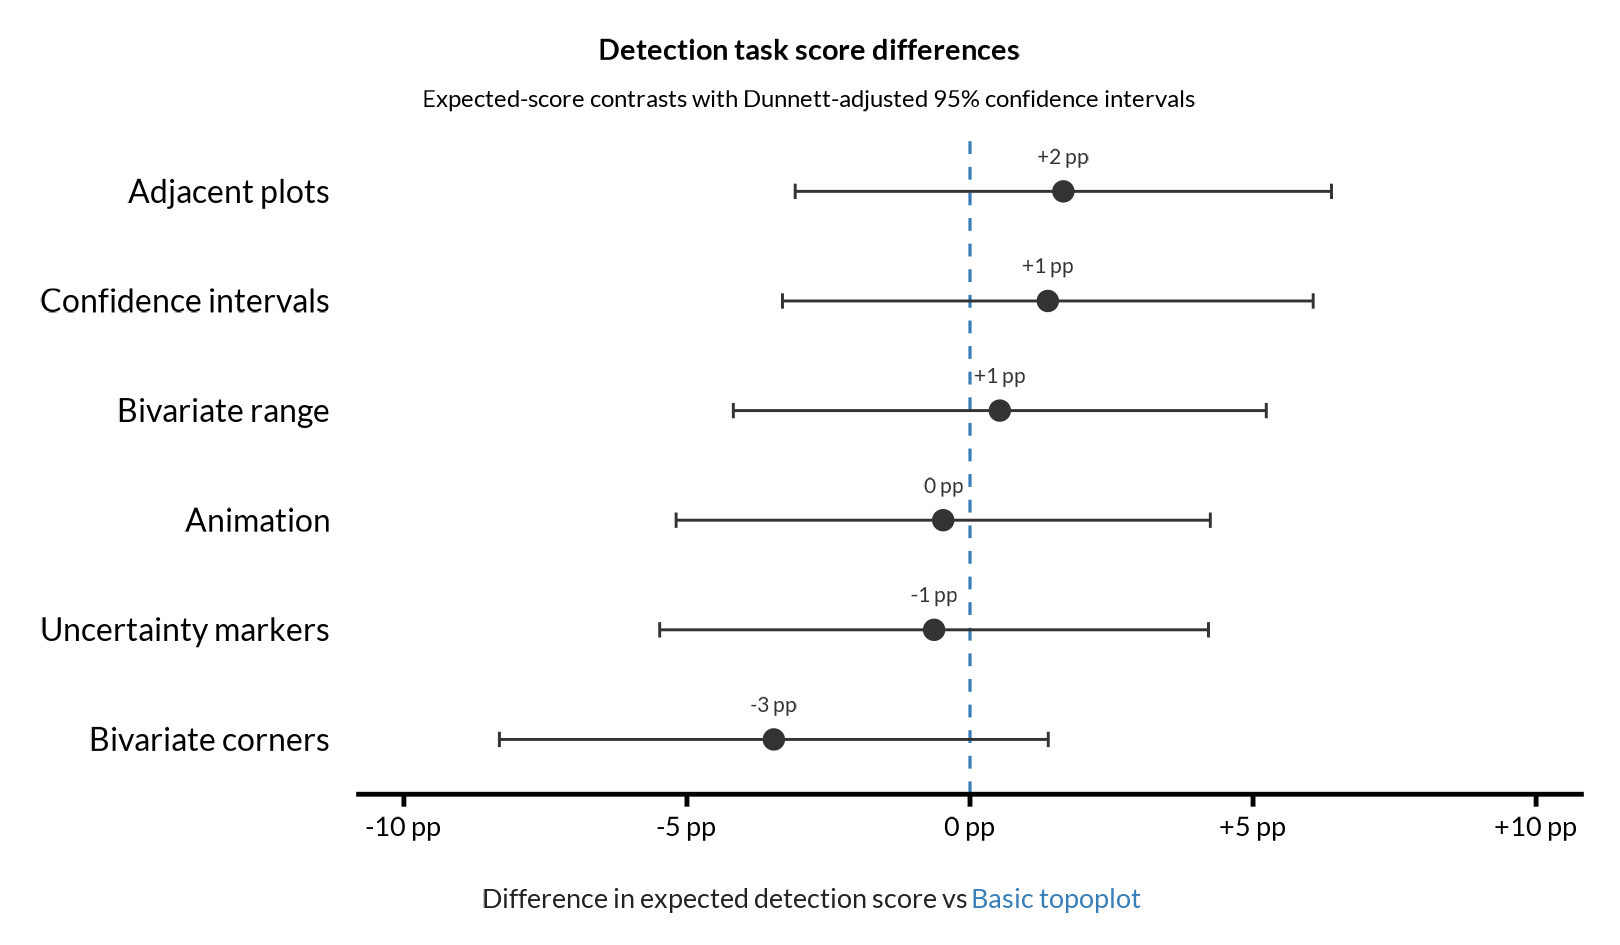 Detection task score differences
Expected-score contrasts with Dunnett-adjusted 95% confidence intervals
+2 pp
Adjacent plots
+1 pp
Confidence intervals
+1 pp
Bivariate range
0 pp
Animation
-1 pp
Uncertainty markers
-3 pp
Bivariate corners
-10 pp -5 pp 0 pp +5 pp +10 pp
Difference in expected detection score vs Basic topoplot